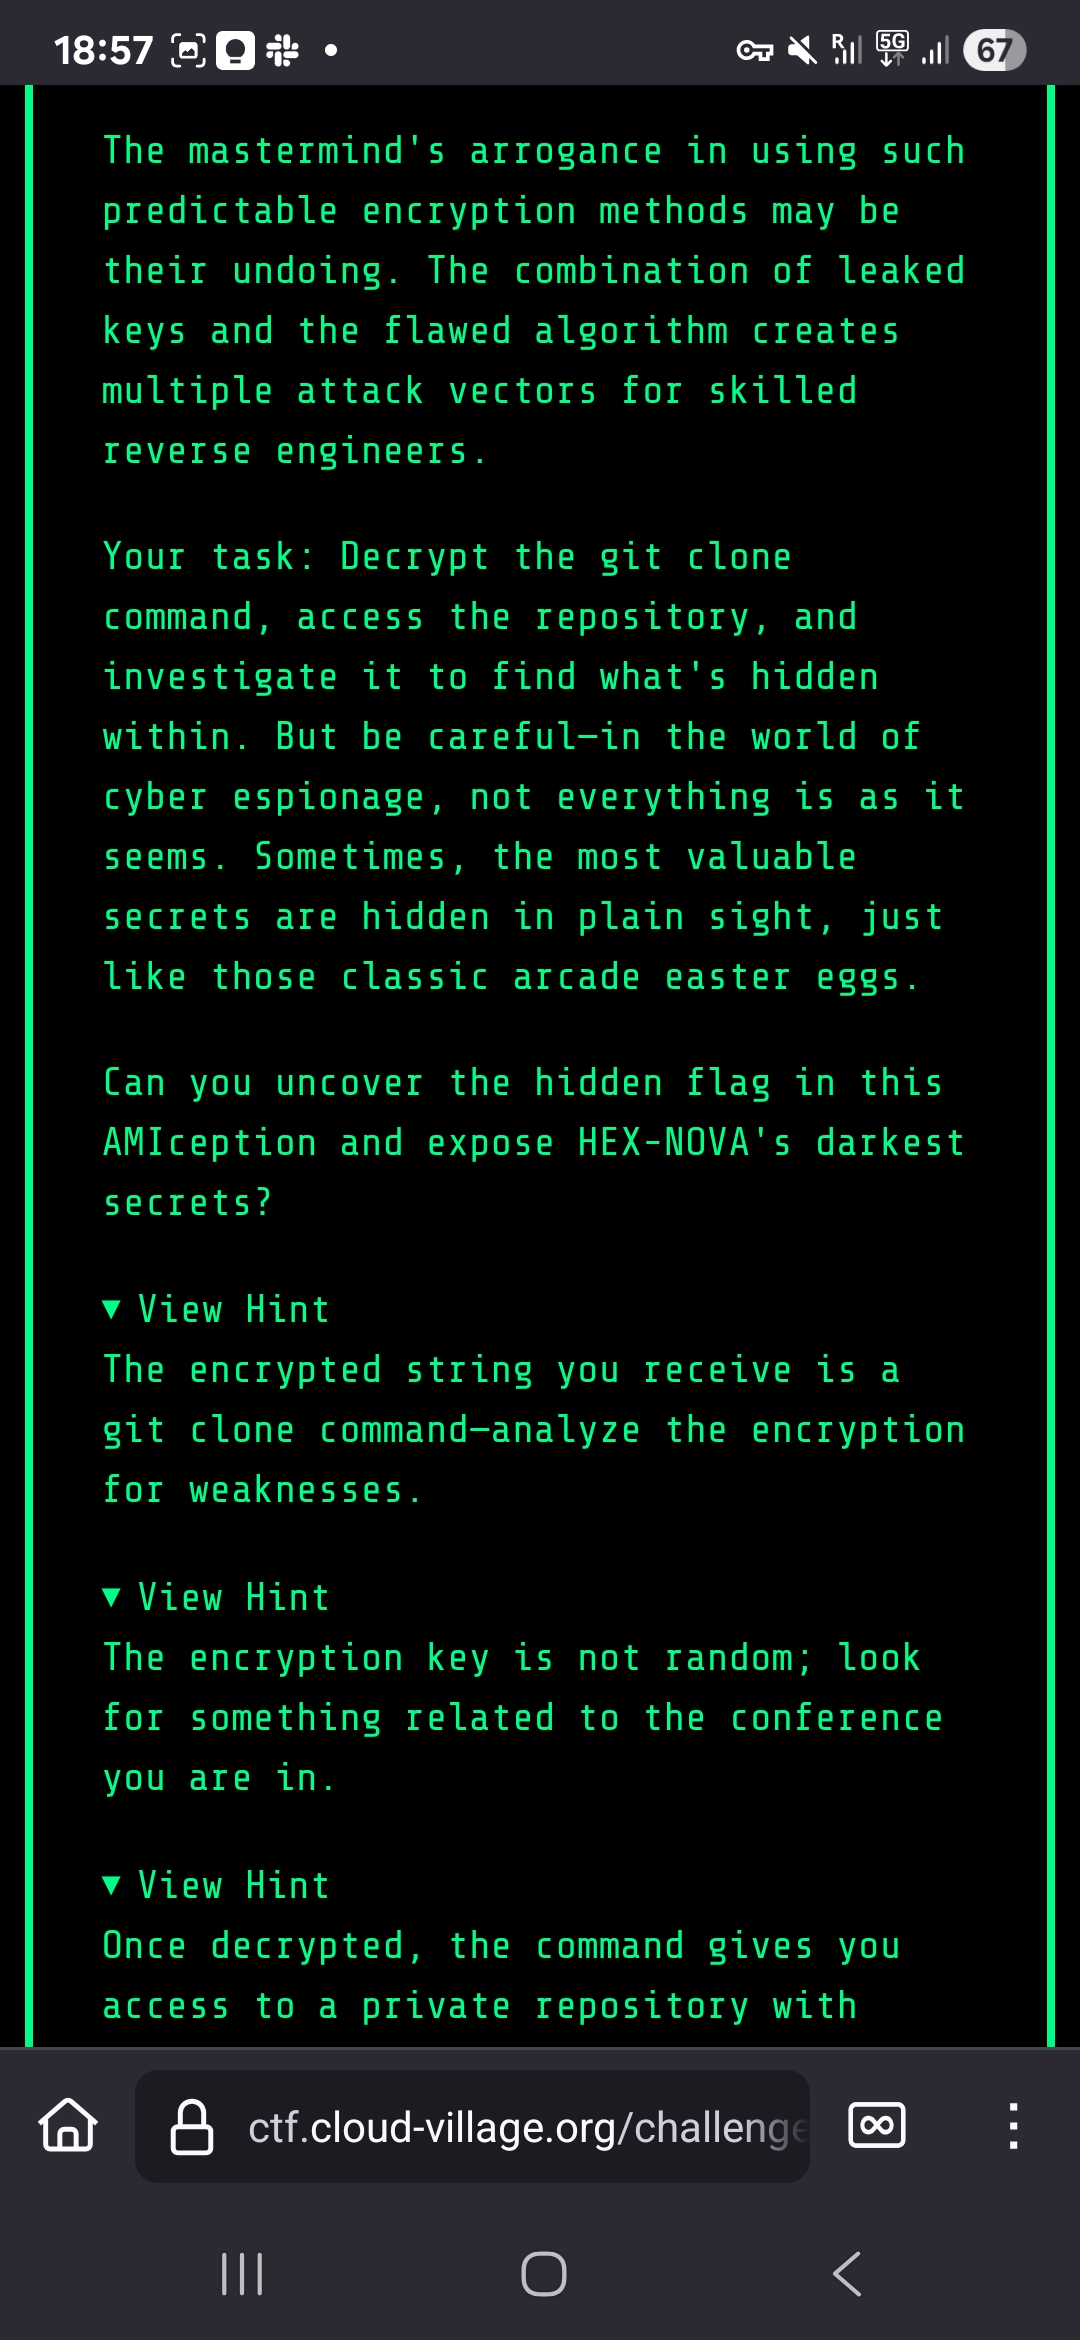 18:57
R
5G
67
The mastermind's arrogance in using such
predictable encryption methods may be
their undoing. The combination of leaked
keys and the flawed algorithm creates
multiple attack vectors for skilled
reverse engineers.
Your task: Decrypt the git clone
command, access the repository, and
investigate it to find what's hidden
within. But be careful—in the world of
cyber espionage, not everything is as it
seems. Sometimes, the most valuable
secrets are hidden in plain sight, just
like those classic arcade easter eggs.
Can you uncover the hidden flag in this
AMIception and expose HEX-NOVA's darkest
secrets?
▼ View Hint
The encrypted string you receive is a
git clone command—analyze the encryption
for weaknesses.
▼ View Hint
The encryption key is not random; look
for something related to the conference
you are in.
▼ View Hint
Once decrypted, the command gives you
access to a private repository with
ctf.cloud-village.org/challenge